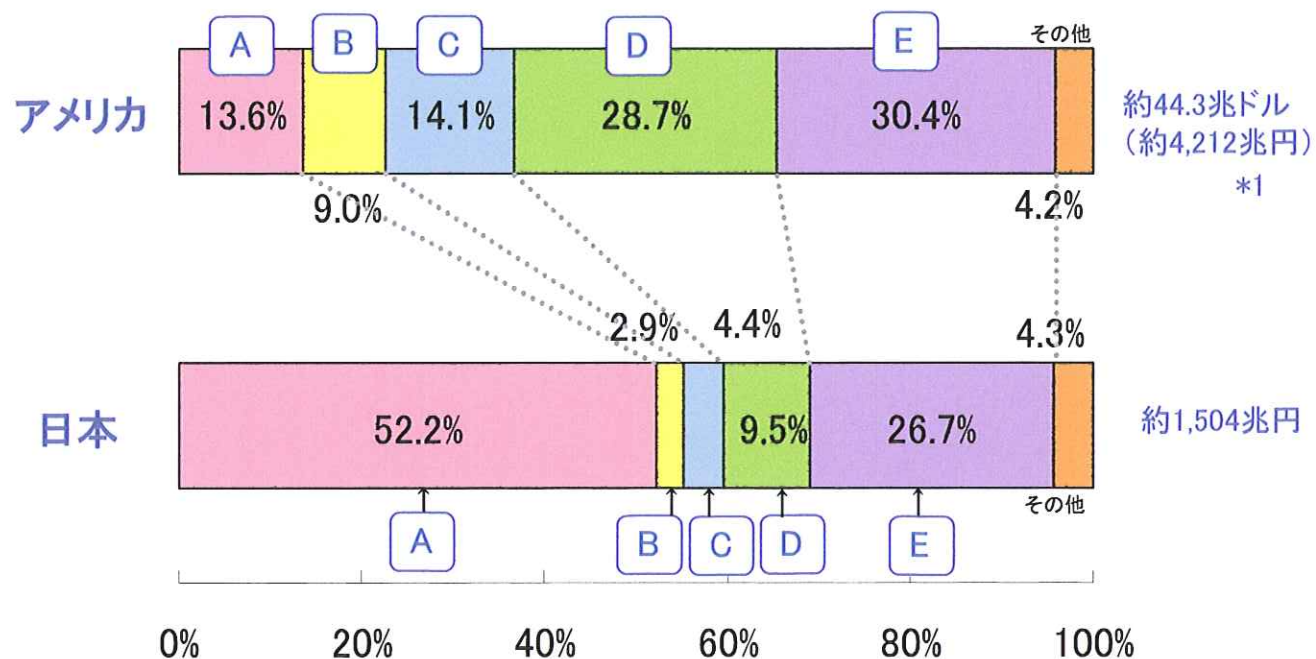 A B C D E その他
アメリカ 13.6% 14.1% 28.7% 30.4% 約44.3兆ドル
(約4,212兆円)
*1
9.0% 4.2%
2.9% 4.4% 4.3%
日本 52.2% 9.5% 26.7% 約1,504兆円
その他
A B C D E
0% 20% 40% 60% 80% 100%